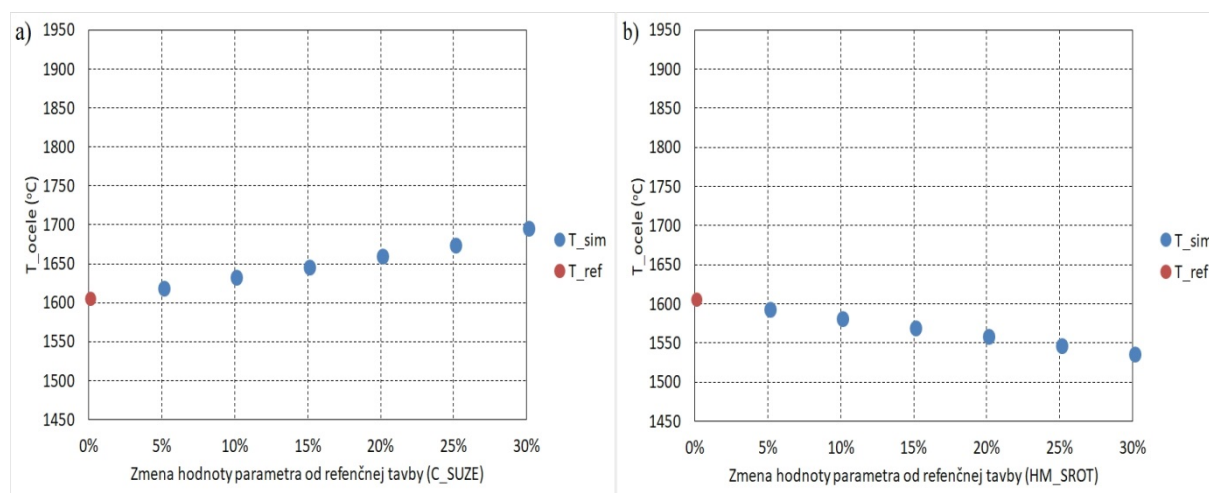 a)
T_ocele (°C)
1950
1900
1850
1800
1750
1700
1650
1600
1550
1500
1450
0% 5% 10% 15% 20% 25% 30%
Zmena hodnoty parametra od refenčnej tavby (C_SUZE)
T_sim
T_ref
b)
T_ocele (°C)
1950
1900
1850
1800
1750
1700
1650
1600
1550
1500
1450
0% 5% 10% 15% 20% 25% 30%
Zmena hodnoty parametra od refenčnej tavby (HM_SROT)
T_sim
T_ref